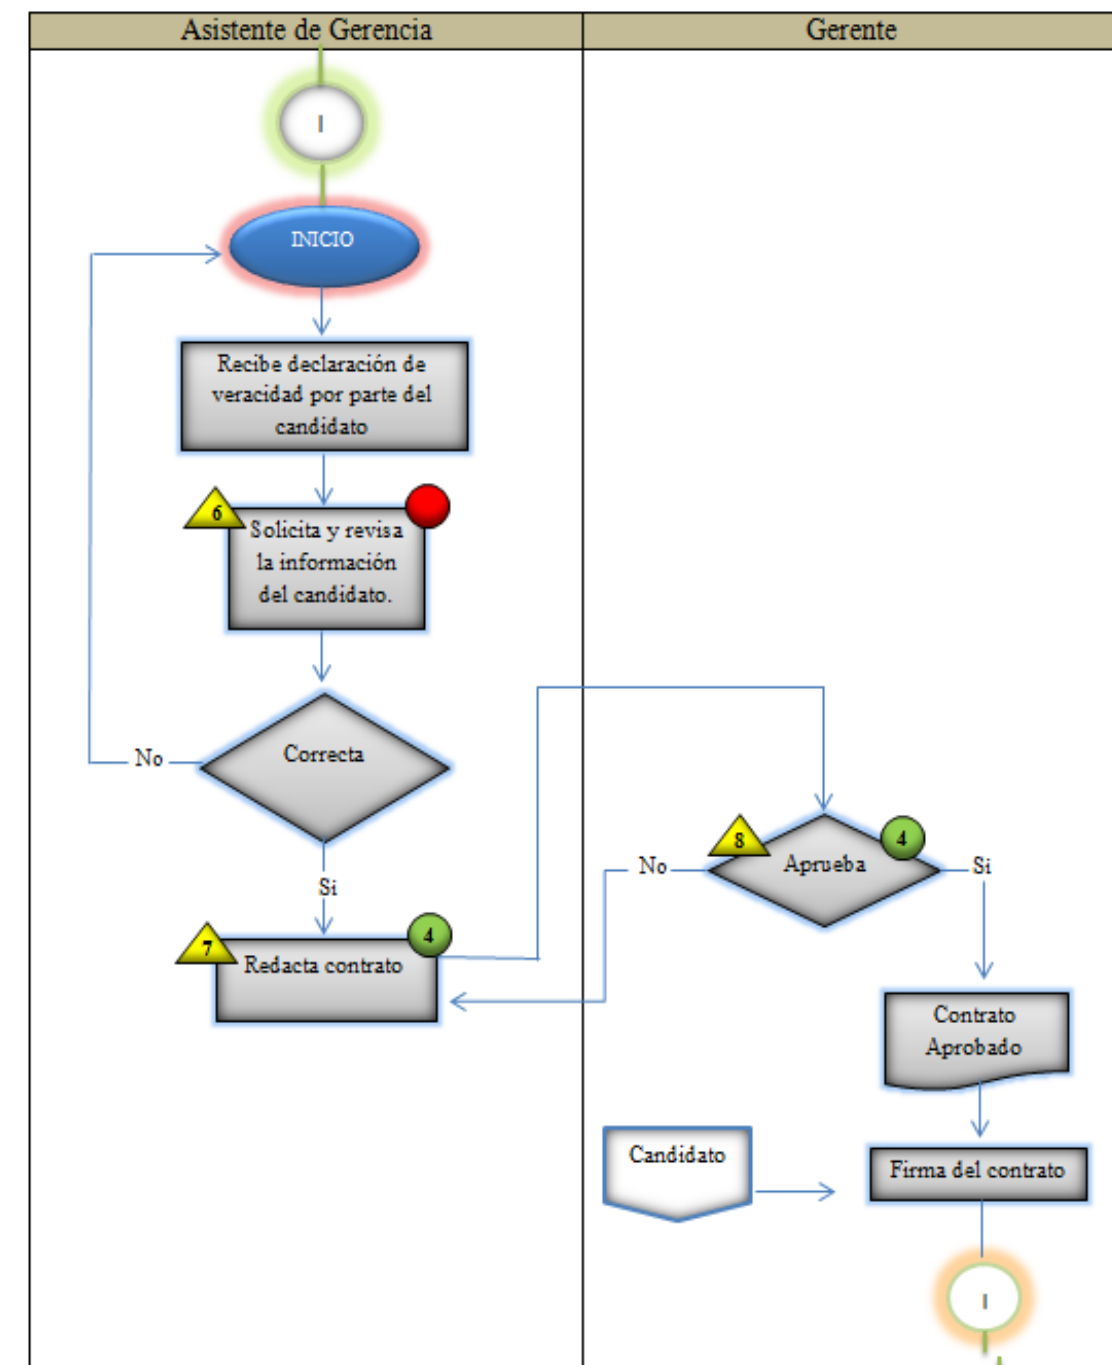 Asistente de Gerencia
Gerente
I
INICIO
Recibe declaración de
veracidad por parte del
candidato
6
Solicita y revisa
la información
del candidato.
Correcta
No
Si
7
4
Redacta contrato
8
4
Aprueba
No
Si
Contrato
Aprobado
Candidato
Firma del contrato
I